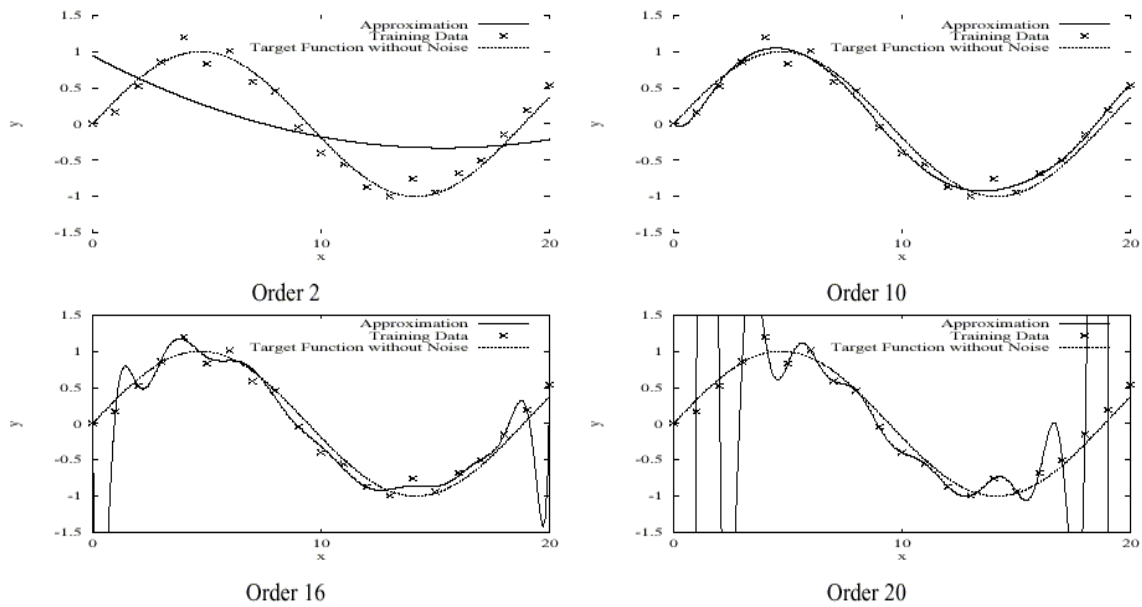 1.5
Approximation
Training Data
Target Function without Noise
1
0.5
0
-0.5
-1
-1.5
y
0
10
20
x
Order 2
1.5
Approximation
Training Data
Target Function without Noise
1
0.5
0
-0.5
-1
-1.5
y
0
10
20
x
Order 10
1.5
Approximation
Training Data
Target Function without Noise
1
0.5
0
-0.5
-1
-1.5
y
0
10
20
x
Order 16
1.5
Approximation
Training Data
Target Function without Noise
1
0.5
0
-0.5
-1
-1.5
y
0
10
20
x
Order 20